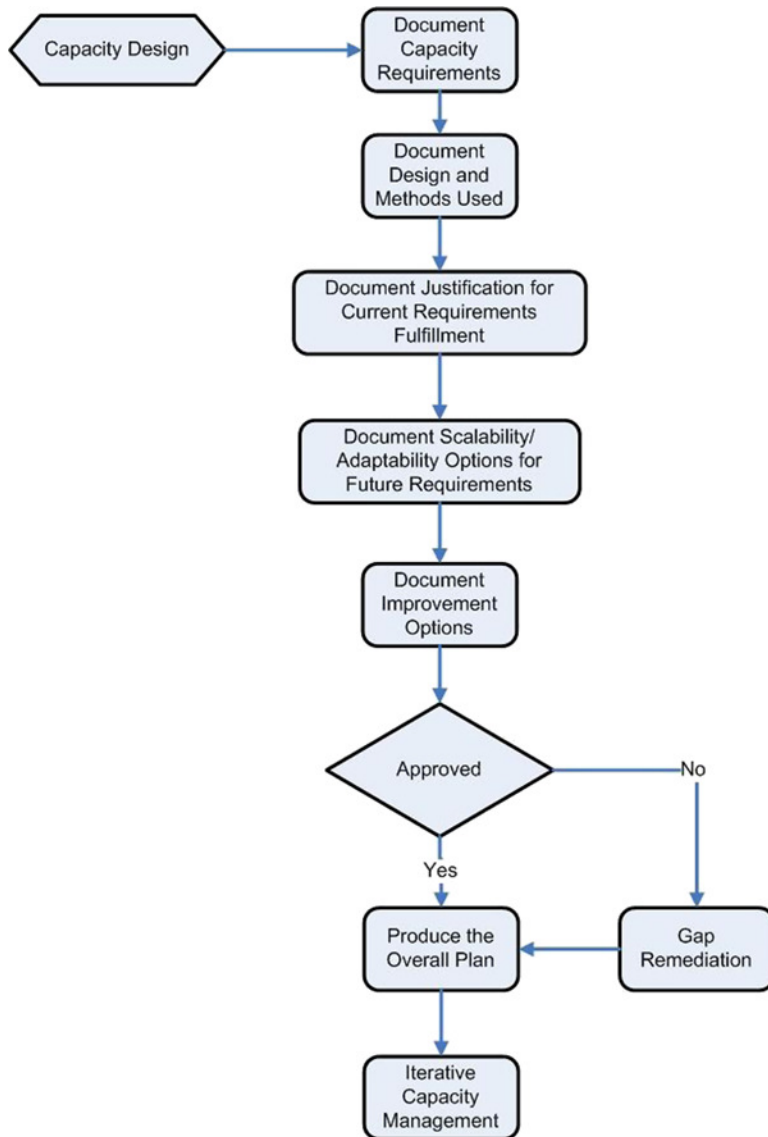 Capacity Design
Document
Capacity
Requirements
Document
Design and
Methods Used
Document Justification for
Current Requirements
Fulfillment
Document Scalability/
Adaptability Options for
Future Requirements
Document
Improvement
Options
Approved
No
Yes
Produce the
Overall Plan
Gap
Remediation
Iterative
Capacity
Management